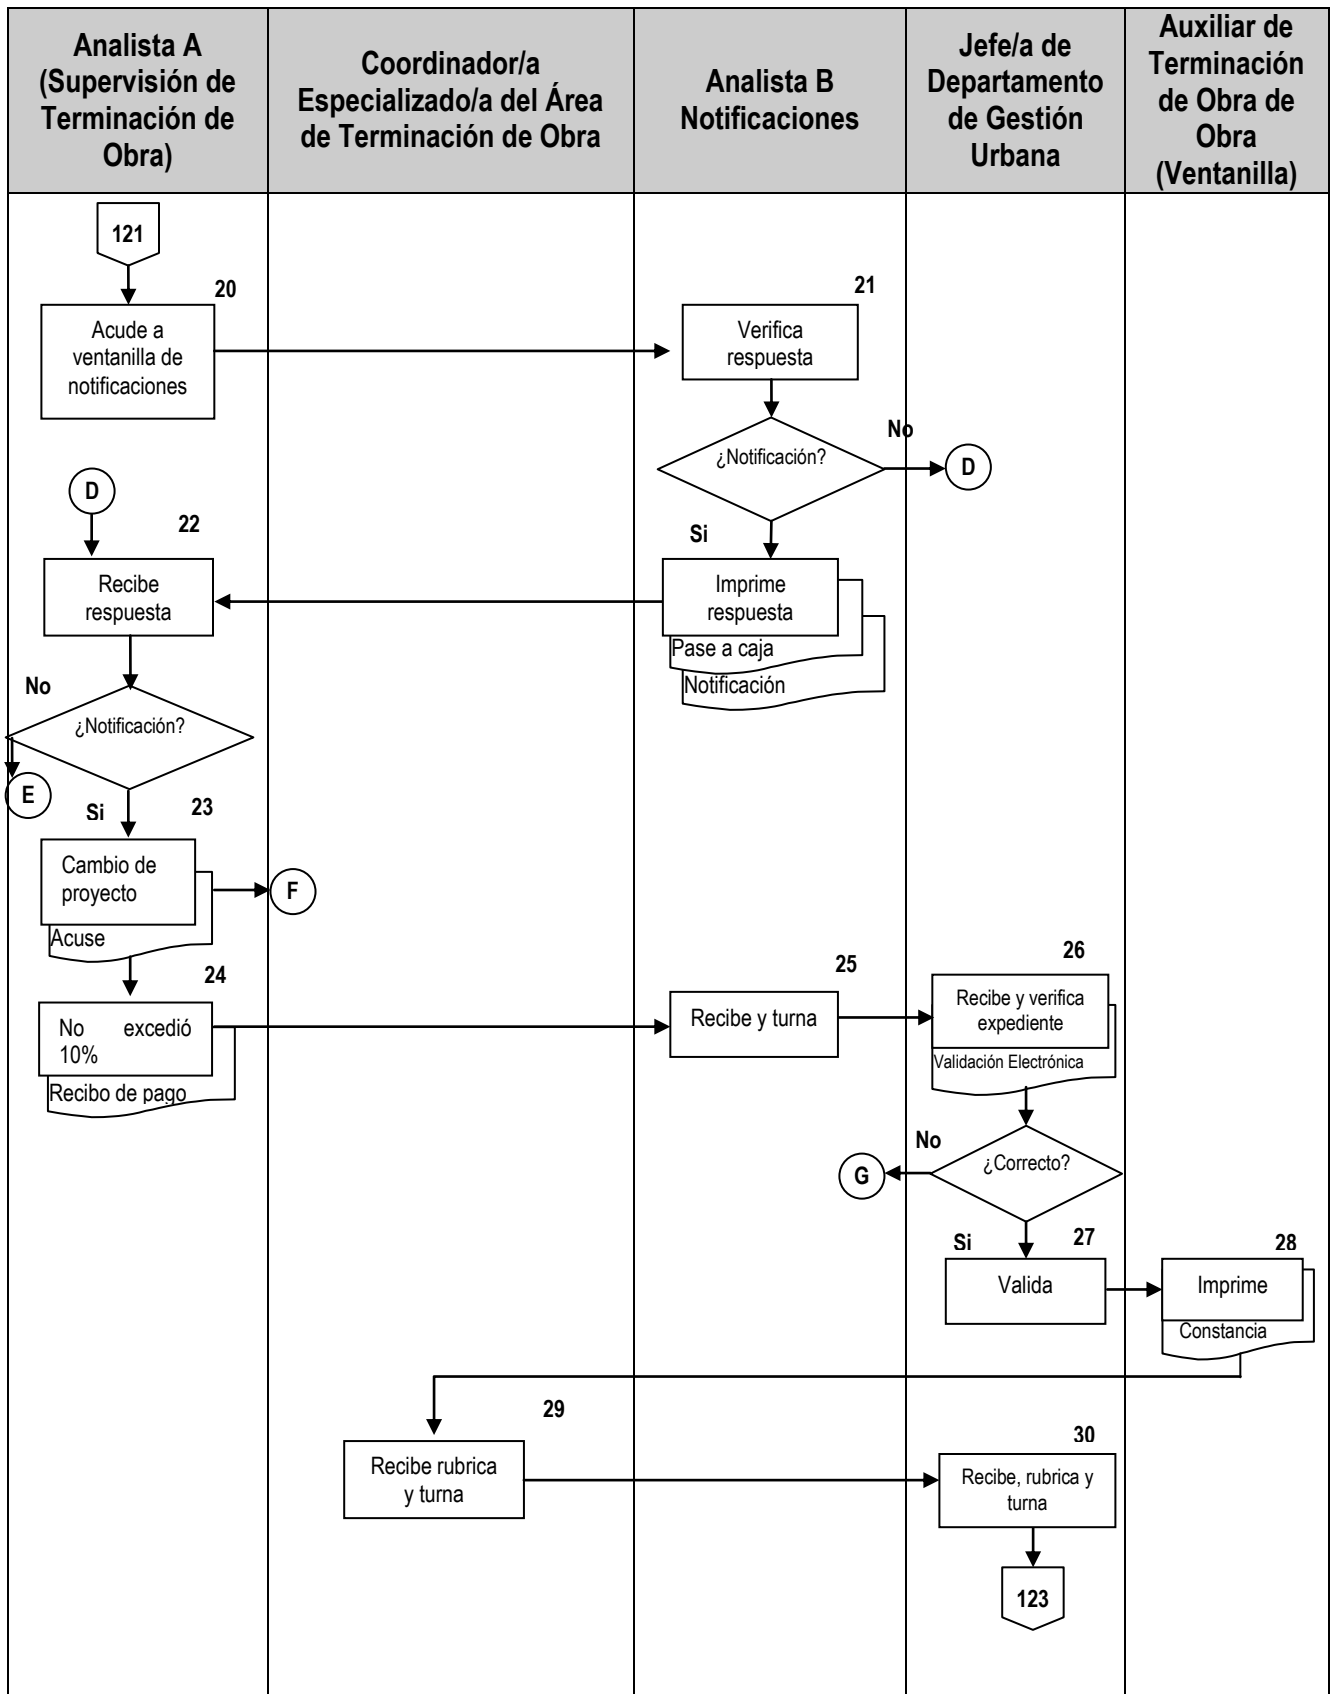 Analista A
(Supervisión de
Terminación de
Obra)
Coordinador/a
Especializado/a del Área
de Terminación de Obra
Analista B
Notificaciones
Jefe/a de
Departamento
de Gestión
Urbana
Auxiliar de
Terminación
de Obra de
Obra
(Ventanilla)
121
20
Acude a
ventanilla de
notificaciones
21
Verifica
respuesta
¿Notificación?
No
D
D
22
Recibe
respuesta
Si
Imprime
respuesta
Pase a caja
Notificación
No
¿Notificación?
E
Si
23
Cambio de
proyecto
Acuse
F
24
No excedió
10%
Recibo de pago
25
Recibe y turna
26
Recibe y verifica
expediente
Validación Electrónica
No
¿Correcto?
G
Si
27
Valida
28
Imprime
Constancia
29
Recibe rubrica
y turna
30
Recibe, rubrica y
turna
123